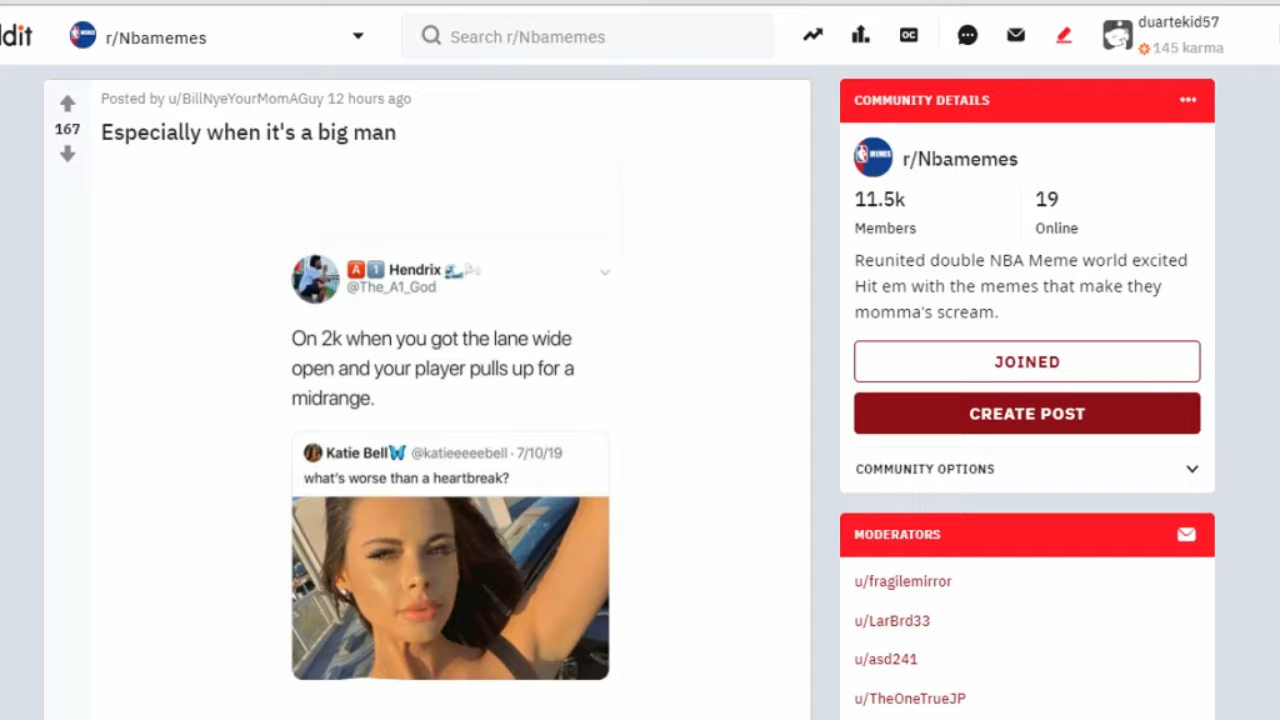 dit
r/Nbamemes
Search r/Nbamemes
OC
duartekid57
145 karma
Posted by u/BillNyeYourMomAGuy 12 hours ago
167
Especially when it's a big man
A 1 Hendrix
@The_A1_God
On 2k when you got the lane wide
open and your player pulls up for a
midrange.
Katie Bell @katieeeeebell · 7/10/19
what's worse than a heartbreak?
COMMUNITY DETAILS
MEMES
r/Nbamemes
11.5k
Members
19
Online
Reunited double NBA Meme world excited
Hit em with the memes that make they
momma's scream.
JOINED
CREATE POST
COMMUNITY OPTIONS
MODERATORS
u/fragilemirror
u/LarBrd33
u/asd241
u/TheOneTrueJP